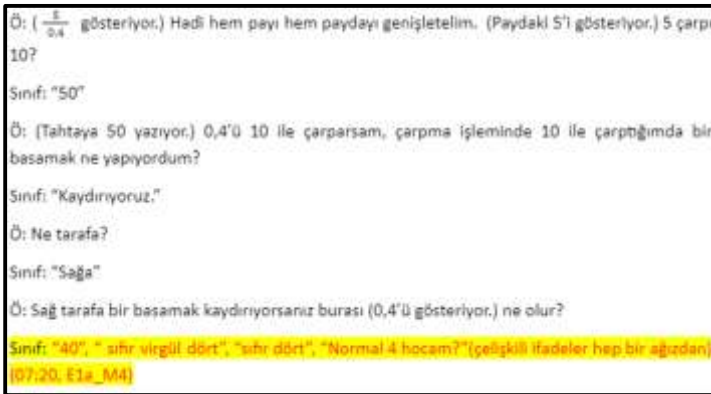 Ö: ( 5/0,4 gösteriyor.) Hadi hem payı hem paydayı genişletelim. (Paydaki 5'i gösteriyor.) 5 çarpı
10?
Sınıf: "50"
Ö: (Tahtaya 50 yazıyor.) 0,4'ü 10 ile çarparsam, çarpma işleminde 10 ile çarptığımda bir
basamak ne yapıyordum?
Sınıf: "Kaydırıyoruz."
Ö: Ne tarafa?
Sınıf: "Sağa"
Ö: Sağ tarafa bir basamak kaydırıyorsanız burası (0,4'ü gösteriyor.) ne olur?
Sınıf: "40", " sıfır virgül dört", "sıfır dört", "Normal 4 hocam?"(çelişkili ifadeler hep bir ağızdan)
(07:20, E1a_M4)